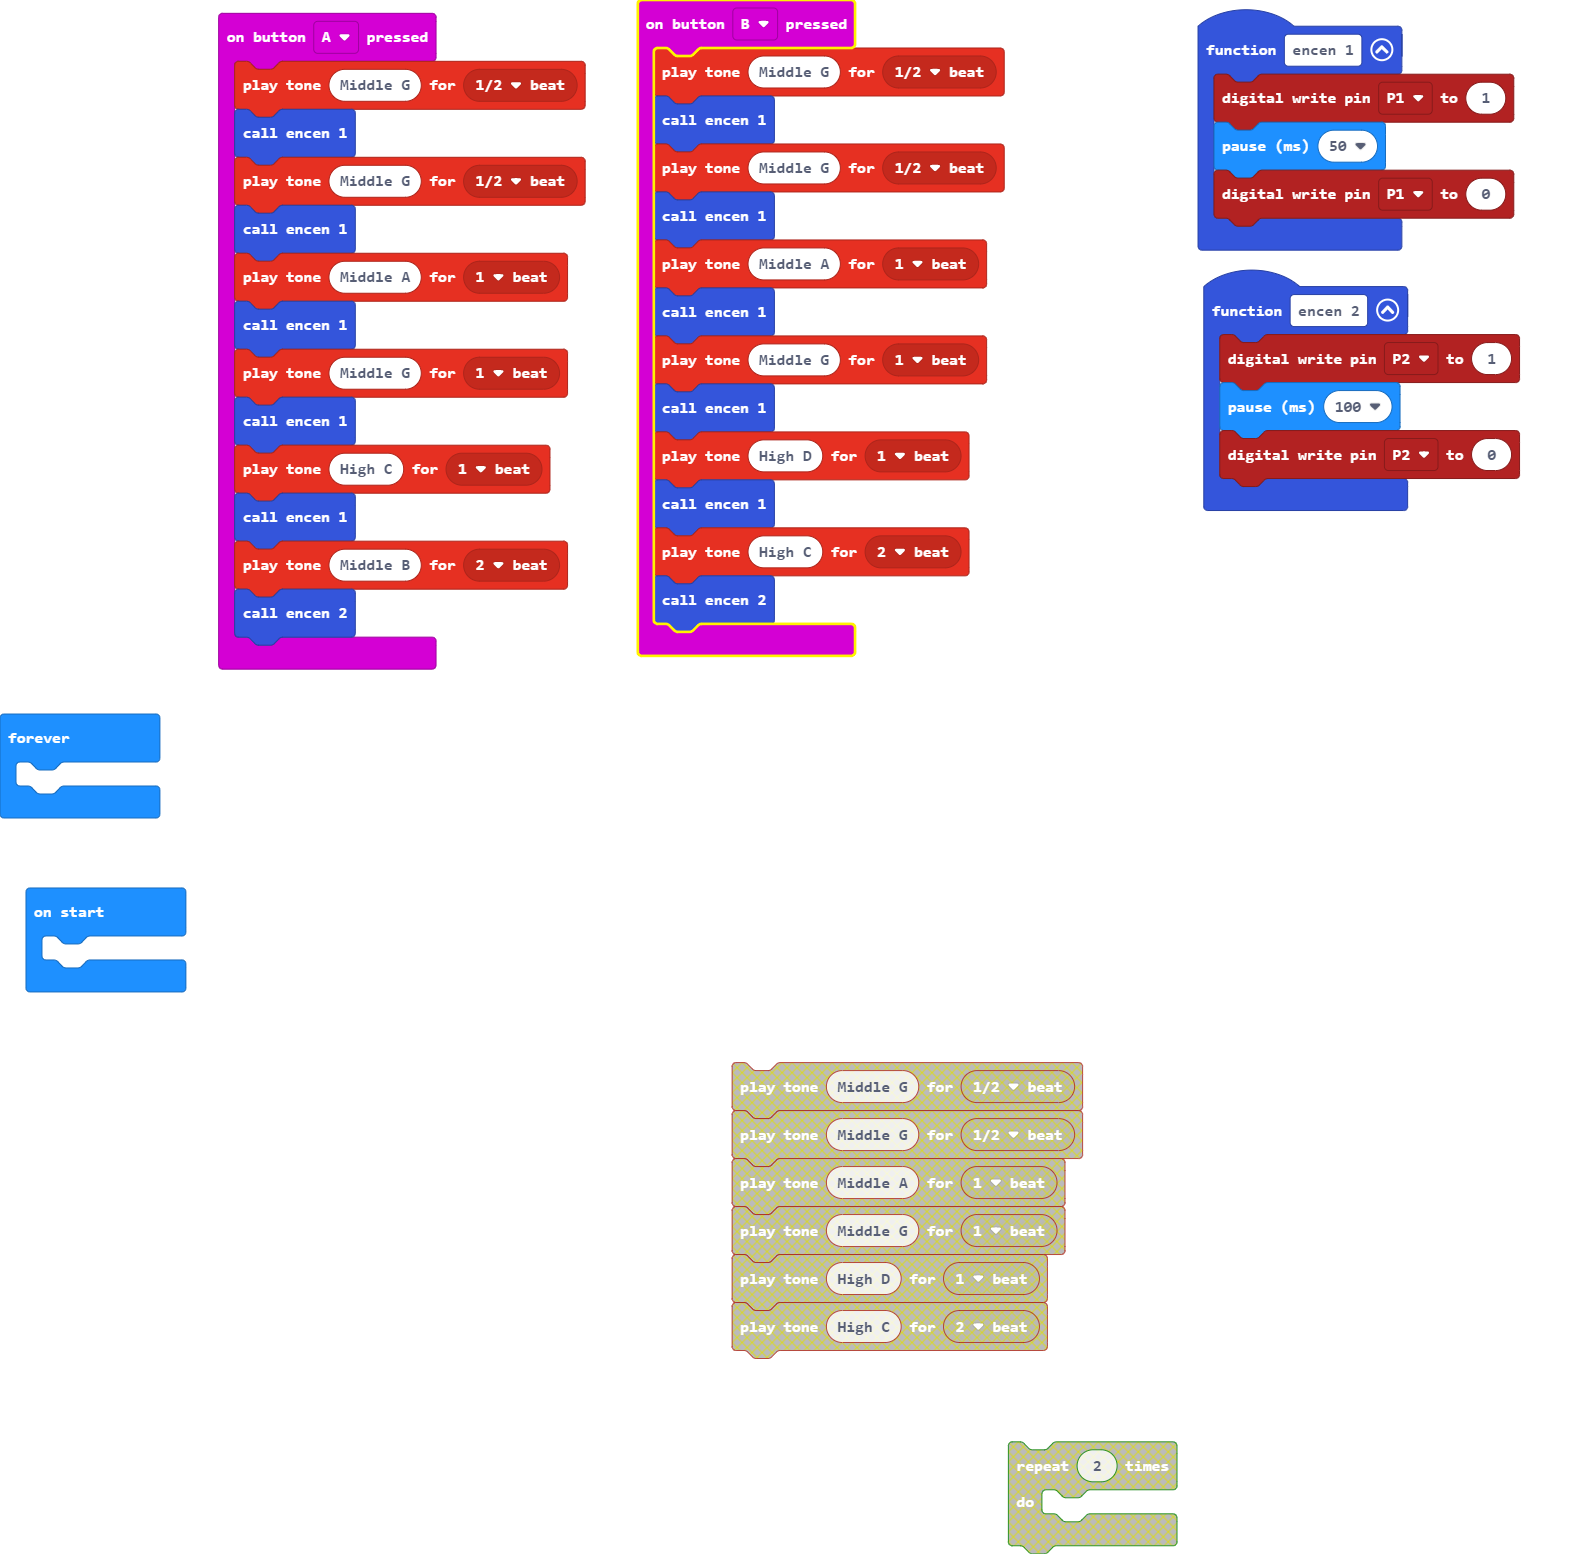 on button A pressed
play tone Middle G for 1/2 beat
call encen 1
play tone Middle G for 1/2 beat
call encen 1
play tone Middle A for 1 beat
call encen 1
play tone Middle G for 1 beat
call encen 1
play tone High C for 1 beat
call encen 1
play tone Middle B for 2 beat
call encen 2
on button B pressed
play tone Middle G for 1/2 beat
call encen 1
play tone Middle G for 1/2 beat
call encen 1
play tone Middle A for 1 beat
call encen 1
play tone Middle G for 1 beat
call encen 1
play tone High D for 1 beat
call encen 1
play tone High C for 2 beat
call encen 2
function encen 1
digital write pin P1 to 1
pause (ms) 50
digital write pin P1 to 0
function encen 2
digital write pin P2 to 1
pause (ms) 100
digital write pin P2 to 0
forever
on start
play tone Middle G for 1/2 beat
play tone Middle G for 1/2 beat
play tone Middle A for 1 beat
play tone Middle G for 1 beat
play tone High D for 1 beat
play tone High C for 2 beat
repeat 2 times
do